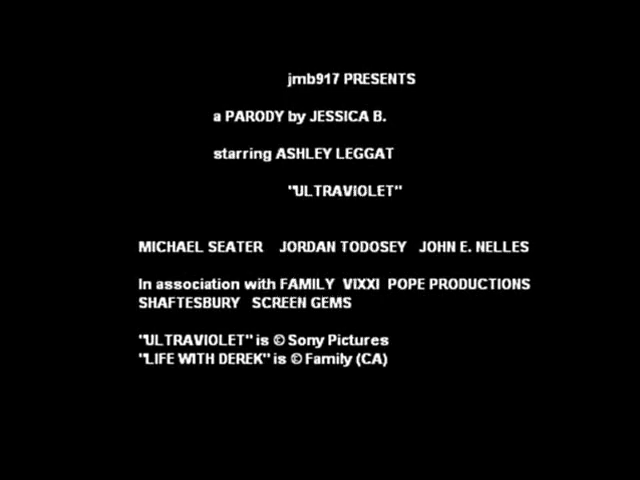 jmb917 PRESENTS
a PARODY by JESSICA B.
starring ASHLEY LEGGAT
"ULTRAVIOLET"
MICHAEL SEATER JORDAN TODOSEY JOHN E. NELLES
In association with FAMILY VIXXI POPE PRODUCTIONS
SHAFTESBURY SCREEN GEMS
"ULTRAVIOLET" is © Sony Pictures
"LIFE WITH DEREK" is © Family (CA)